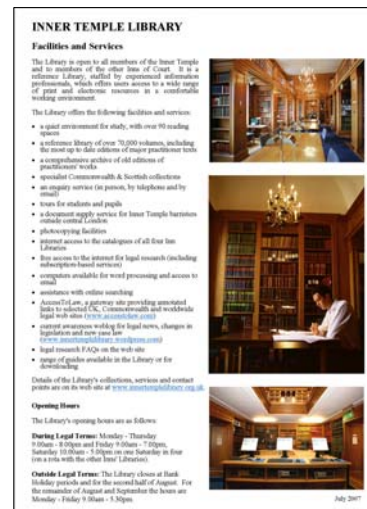 INNER TEMPLE LIBRARY
Facilities and Services
The Library is open to all members of the Inner Temple
and to members of the other Inns of Court. It is a
reference Library, staffed by experienced information
professionals, which offers users access to a wide range
of print and electronic resources in a comfortable
working environment.
The Library offers the following facilities and services:
• a quiet environment for study, with over 90 reading
spaces
• a reference library of over 70,000 volumes, including
the most up to date editions of major practitioner texts
• a comprehensive archive of old editions of
practitioners' works
• specialist Commonwealth & Scottish collections
• an enquiry service (in person, by telephone and by
email)
• tours for students and pupils
• a document supply service for Inner Temple barristers
outside central London
• photocopying facilities
• internet access to the catalogues of all four Inn
Libraries
• free access to the internet for legal research (including
subscription-based services)
• computers available for word processing and access to
email
• assistance with online searching
• AccessToLaw, a gateway site providing annotated
links to selected UK, Commonwealth and worldwide
legal web sites (www.accesstolaw.com)
• current awareness weblog for legal news, changes in
legislation and new case law
(www.innertemplelibrary.wordpress.com)
• legal research FAQs on the web site
• range of guides available in the Library or for
downloading
Details of the Library's collections, services and contact
points are on its web site at www.innertemplelibrary.org.uk.
Opening Hours
The Library's opening hours are as follows:
During Legal Terms: Monday - Thursday
9.00am - 8.00pm and Friday 9.00am - 7.00pm,
Saturday 10.00am - 5.00pm on one Saturday in four
(on a rota with the other Inns' Libraries).
Outside Legal Terms: The Library closes at Bank
Holiday periods and for the second half of August. For
the remainder of August and September the hours are
Monday - Friday 9.00am - 5.30pm.
July 2007